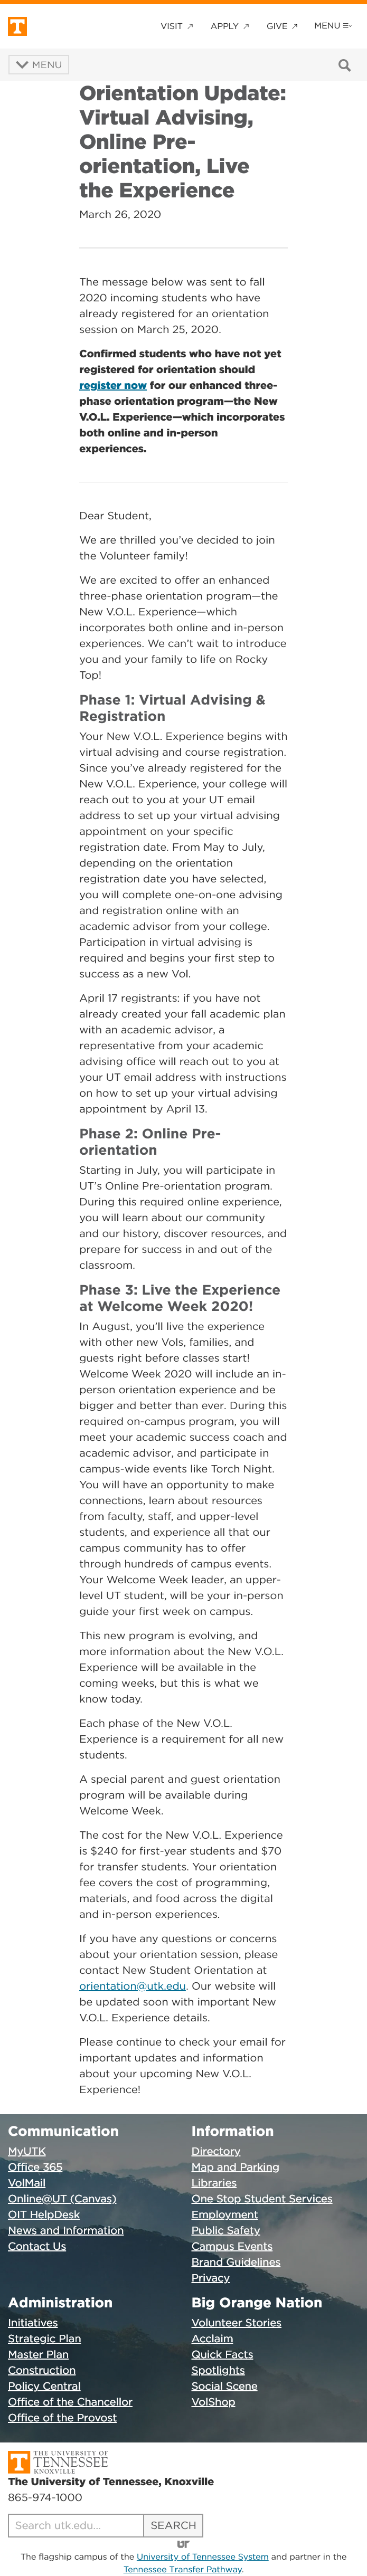 VISIT ↗ APPLY ↗ GIVE ↗ MENU
MENU
Orientation Update:
Virtual Advising,
Online Pre-
orientation, Live
the Experience
March 26, 2020
The message below was sent to fall
2020 incoming students who have
already registered for an orientation
session on March 25, 2020.
Confirmed students who have not yet
registered for orientation should
register now for our enhanced three-
phase orientation program—the New
V.O.L. Experience—which incorporates
both online and in-person
experiences.
Dear Student,
We are thrilled you’ve decided to join
the Volunteer family!
We are excited to offer an enhanced
three-phase orientation program—the
New V.O.L. Experience—which
incorporates both online and in-person
experiences. We can’t wait to introduce
you and your family to life on Rocky
Top!
Phase 1: Virtual Advising &
Registration
Your New V.O.L. Experience begins with
virtual advising and course registration.
Since you’ve already registered for the
New V.O.L. Experience, your college will
reach out to you at your UT email
address to set up your virtual advising
appointment on your specific
registration date. From May to July,
depending on the orientation
registration date you have selected,
you will complete one-on-one advising
and registration online with an
academic advisor from your college.
Participation in virtual advising is
required and begins your first step to
success as a new Vol.
April 17 registrants: if you have not
already created your fall academic plan
with an academic advisor, a
representative from your academic
advising office will reach out to you at
your UT email address with instructions
on how to set up your virtual advising
appointment by April 13.
Phase 2: Online Pre-
orientation
Starting in July, you will participate in
UT’s Online Pre-orientation program.
During this required online experience,
you will learn about our community
and our history, discover resources, and
prepare for success in and out of the
classroom.
Phase 3: Live the Experience
at Welcome Week 2020!
In August, you’ll live the experience
with other new Vols, families, and
guests right before classes start!
Welcome Week 2020 will include an in-
person orientation experience and be
bigger and better than ever. During this
required on-campus program, you will
meet your academic success coach and
academic advisor, and participate in
campus-wide events like Torch Night.
You will have an opportunity to make
connections, learn about resources
from faculty, staff, and upper-level
students, and experience all that our
campus community has to offer
through hundreds of campus events.
Your Welcome Week leader, an upper-
level UT student, will be your in-person
guide your first week on campus.
This new program is evolving, and
more information about the New V.O.L.
Experience will be available in the
coming weeks, but this is what we
know today.
Each phase of the New V.O.L.
Experience is a requirement for all new
students.
A special parent and guest orientation
program will be available during
Welcome Week.
The cost for the New V.O.L. Experience
is $240 for first-year students and $70
for transfer students. Your orientation
fee covers the cost of programming,
materials, and food across the digital
and in-person experiences.
If you have any questions or concerns
about your orientation session, please
contact New Student Orientation at
orientation@utk.edu. Our website will
be updated soon with important New
V.O.L. Experience details.
Please continue to check your email for
important updates and information
about your upcoming New V.O.L.
Experience!
Communication
MyUTK
Office 365
VolMail
Online@UT (Canvas)
OIT HelpDesk
News and Information
Contact Us
Information
Directory
Map and Parking
Libraries
One Stop Student Services
Employment
Public Safety
Campus Events
Brand Guidelines
Privacy
Administration
Initiatives
Strategic Plan
Master Plan
Construction
Policy Central
Office of the Chancellor
Office of the Provost
Big Orange Nation
Volunteer Stories
Acclaim
Quick Facts
Spotlights
Social Scene
VolShop
T THE UNIVERSITY OF
TENNESSEE
KNOXVILLE
The University of Tennessee, Knoxville
865-974-1000
Search utk.edu... SEARCH
UT
The flagship campus of the University of Tennessee System and partner in the
Tennessee Transfer Pathway.